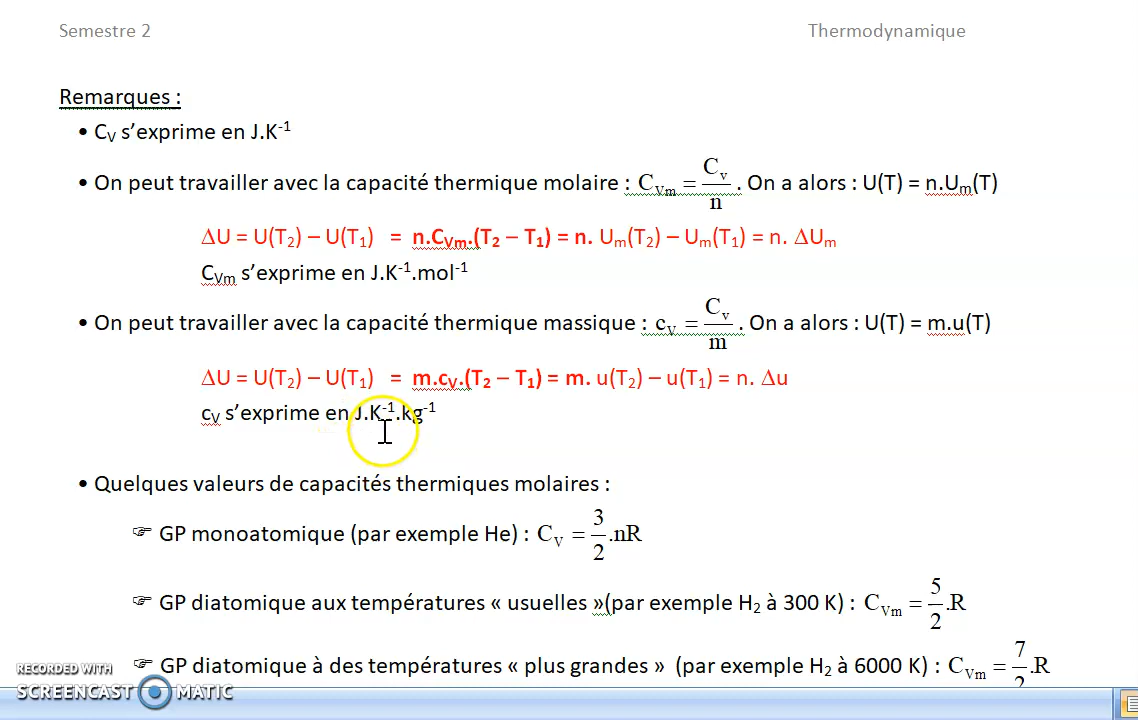 Semestre 2 Thermodynamique
Remarques :
• C_V s’exprime en J.K⁻¹
• On peut travailler avec la capacité thermique molaire : C_Vm = C_v/n . On a alors : U(T) = n.U_m(T)
ΔU = U(T₂) – U(T₁) = n.C_Vm.(T₂ – T₁) = n. U_m(T₂) – U_m(T₁) = n. ΔU_m
C_Vm s’exprime en J.K⁻¹.mol⁻¹
• On peut travailler avec la capacité thermique massique : c_v = C_v/m . On a alors : U(T) = m.u(T)
ΔU = U(T₂) – U(T₁) = m.c_V.(T₂ – T₁) = m. u(T₂) – u(T₁) = n. Δu
c_V s’exprime en J.K⁻¹.kg⁻¹
• Quelques valeurs de capacités thermiques molaires :
☞ GP monoatomique (par exemple He) : C_V = 3/2 .nR
☞ GP diatomique aux températures « usuelles »(par exemple H₂ à 300 K) : C_Vm = 5/2 .R
☞ GP diatomique à des températures « plus grandes » (par exemple H₂ à 6000 K) : C_Vm = 7/2 .R
RECORDED WITH
SCREENCAST MATIC